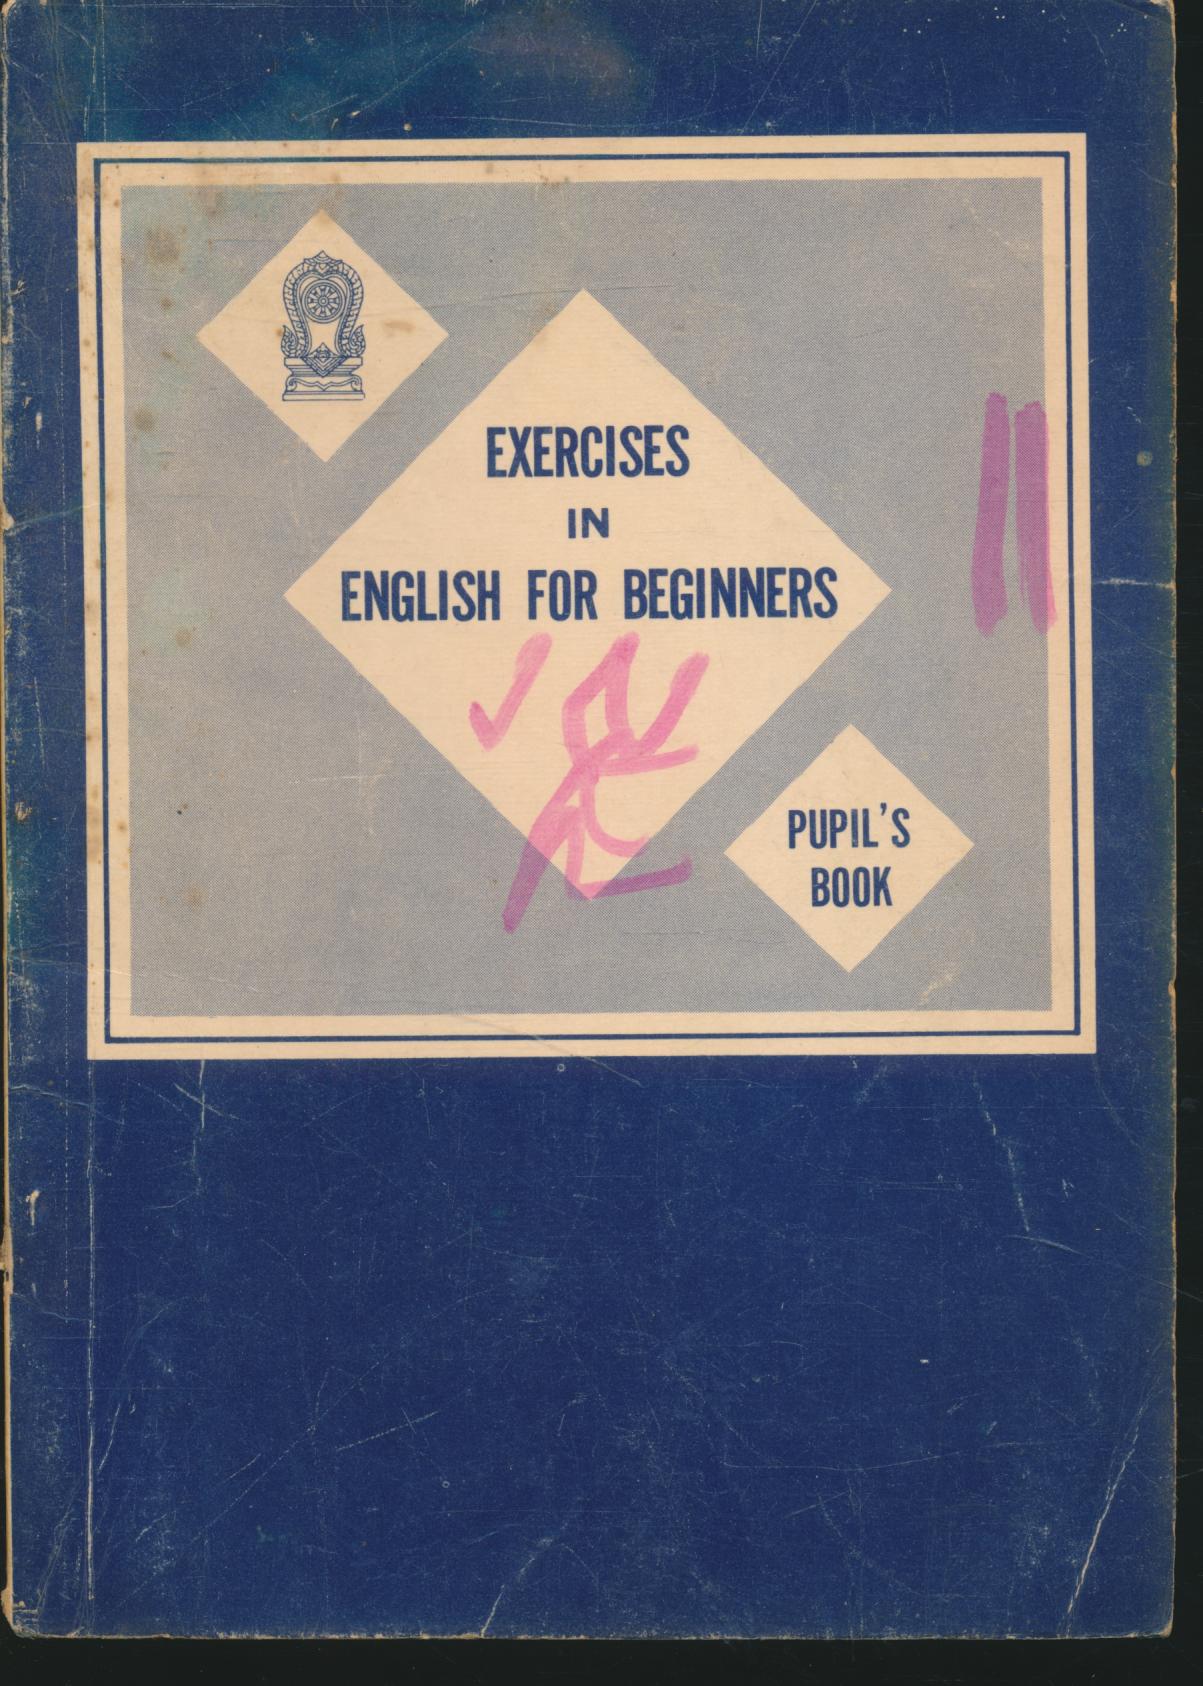 EXERCISES
IN
ENGLISH FOR BEGINNERS
PUPIL'S
BOOK